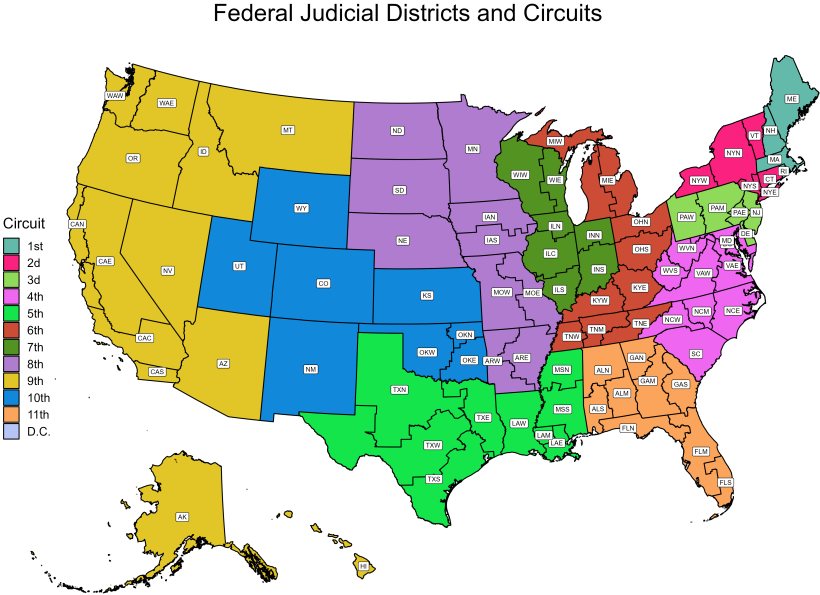 Federal Judicial Districts and Circuits
ME
WAW
WAE
MT
ND
MN
VT
NH
NYN
MA
OR
ID
MIW
WIW
WIE
MIE
RI
CT
NYS
NYE
NYW
SD
WY
IAN
IAS
NE
CAN
CAE
NV
UT
CO
KS
ILN
ILC
ILS
INN
INS
OHN
OHS
PAW
PAM
PAE
NJ
DE
MD
WVN
WVS
VAW
VAE
MOW
MOE
KYW
KYE
Circuit
1st
2d
3d
4th
5th
6th
7th
8th
9th
10th
11th
D.C.
CAC
CAS
AZ
NM
OKN
OKW
OKE
ARW
ARE
TNW
TNM
TNE
NCW
NCM
NCE
SC
TXN
TXE
TXW
TXS
LAW
LAM
LAE
MSN
MSS
ALN
ALM
ALS
GAN
GAM
GAS
FLN
FLM
FLS
AK
HI